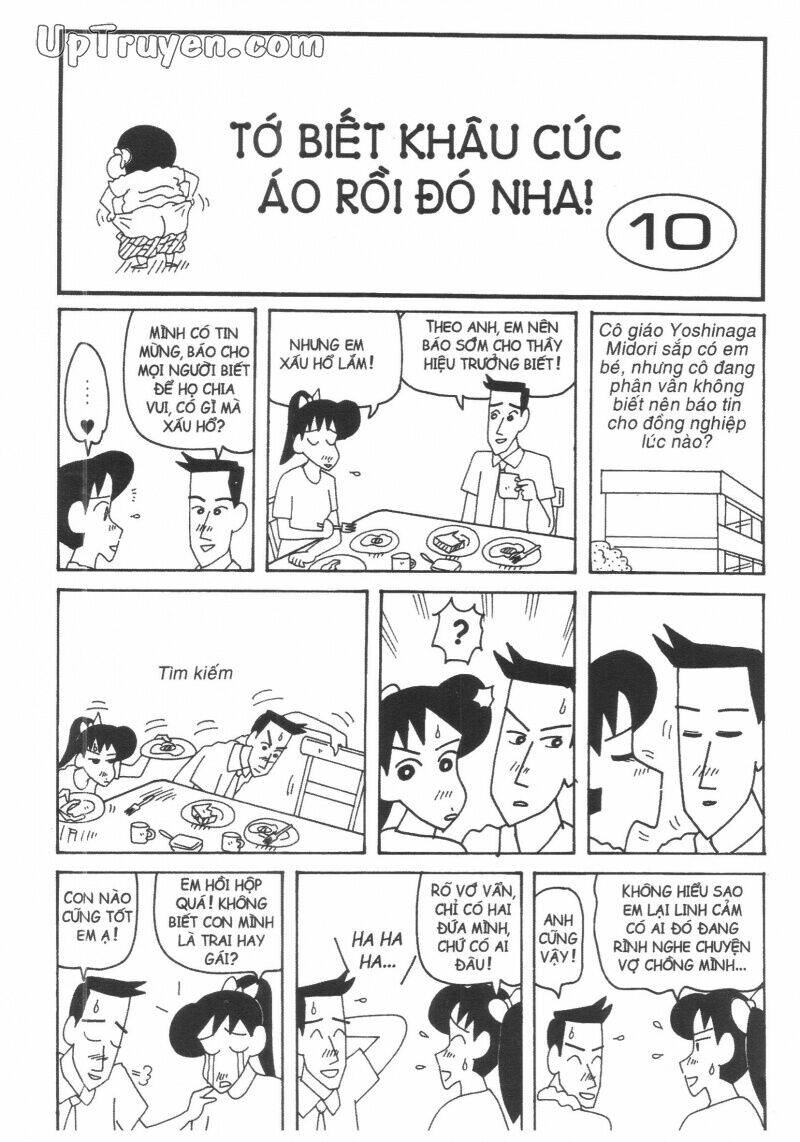 UpTruyen.com
TỚ BIẾT KHÂU CÚC
ÁO RỒI ĐÓ NHA!
10
Cô giáo Yoshinaga
Midori sắp có em
bé, nhưng cô đang
phân vân không
biết nên báo tin
cho đồng nghiệp
lúc nào?
THEO ANH, EM NÊN
BÁO SỚM CHO THẦY
HIỆU TRƯỞNG BIẾT!
NHƯNG EM
XẤU HỔ LẮM!
MÌNH CÓ TIN
MỪNG, BÁO CHO
MỌI NGƯỜI BIẾT
ĐỂ HỌ CHIA
VUI, CÓ GÌ MÀ
XẤU HỔ?
....♥
?
Tìm kiếm
KHÔNG HIỂU SAO
EM LẠI LINH CẢM
CÓ AI ĐÓ ĐANG
RÌNH NGHE CHUYỆN
VỢ CHỒNG MÌNH...
ANH
CŨNG
VẬY!
RÕ VỚ VẨN,
CHỈ CÓ HAI
ĐỨA MÌNH,
CHỨ CÓ AI
ĐÂU!
HA HA
HA...
EM HỒI HỘP
QUÁ! KHÔNG
BIẾT CON MÌNH
LÀ TRAI HAY
GÁI?
CON NÀO
CŨNG TỐT
EM Ạ!